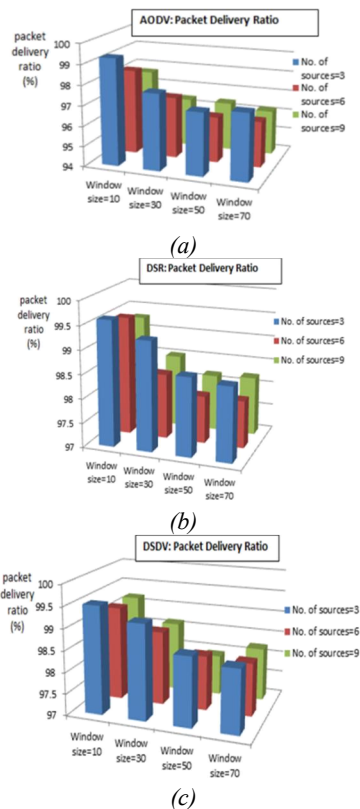 AODV: Packet Delivery Ratio
packet
delivery
ratio
(%)
100
99
98
97
96
95
94
Window
size=10
Window
size=30
Window
size=50
Window
size=70
No. of
sources=3
No. of
sources=6
No. of
sources=9
(a)
DSR: Packet Delivery Ratio
packet
delivery
ratio
(%)
100
99.5
99
98.5
98
97.5
97
Window
size=10
Window
size=30
Window
size=50
Window
size=70
No. of sources=3
No. of sources=6
No. of sources=9
(b)
DSDV: Packet Delivery Ratio
packet
delivery
ratio
(%)
100
99.5
99
98.5
98
97.5
97
Window
size=10
Window
size=30
Window
size=50
Window
size=70
No. of sources=3
No. of sources=6
No. of sources=9
(c)